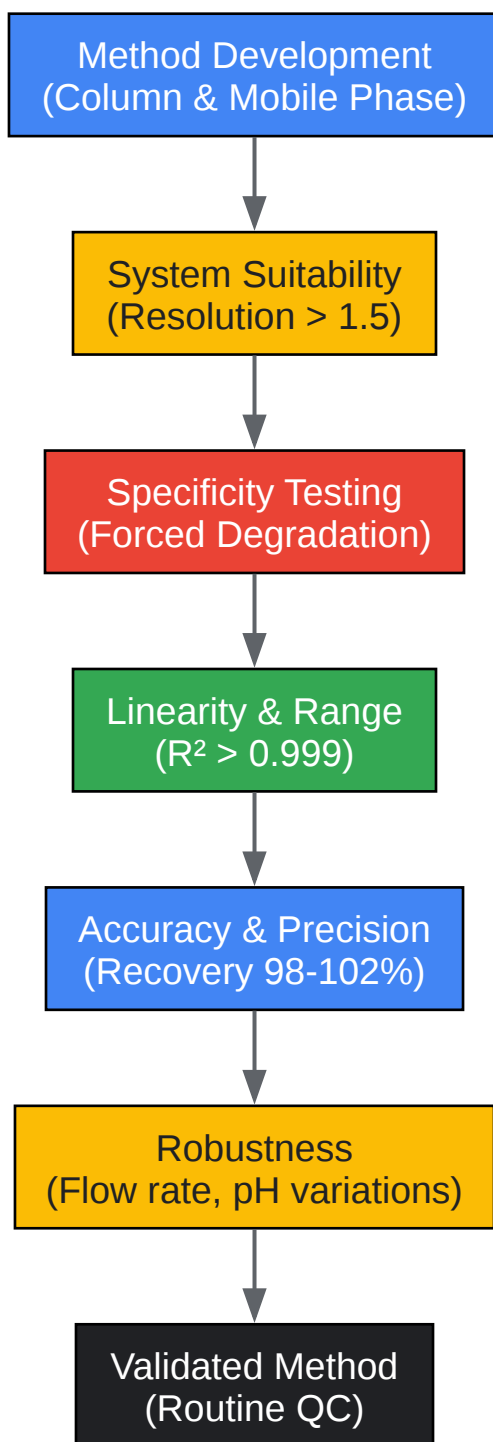 Method Development
(Column & Mobile Phase)
System Suitability
(Resolution > 1.5)
Specificity Testing
(Forced Degradation)
Linearity & Range
(R² > 0.999)
Accuracy & Precision
(Recovery 98-102%)
Robustness
(Flow rate, pH variations)
Validated Method
(Routine QC)